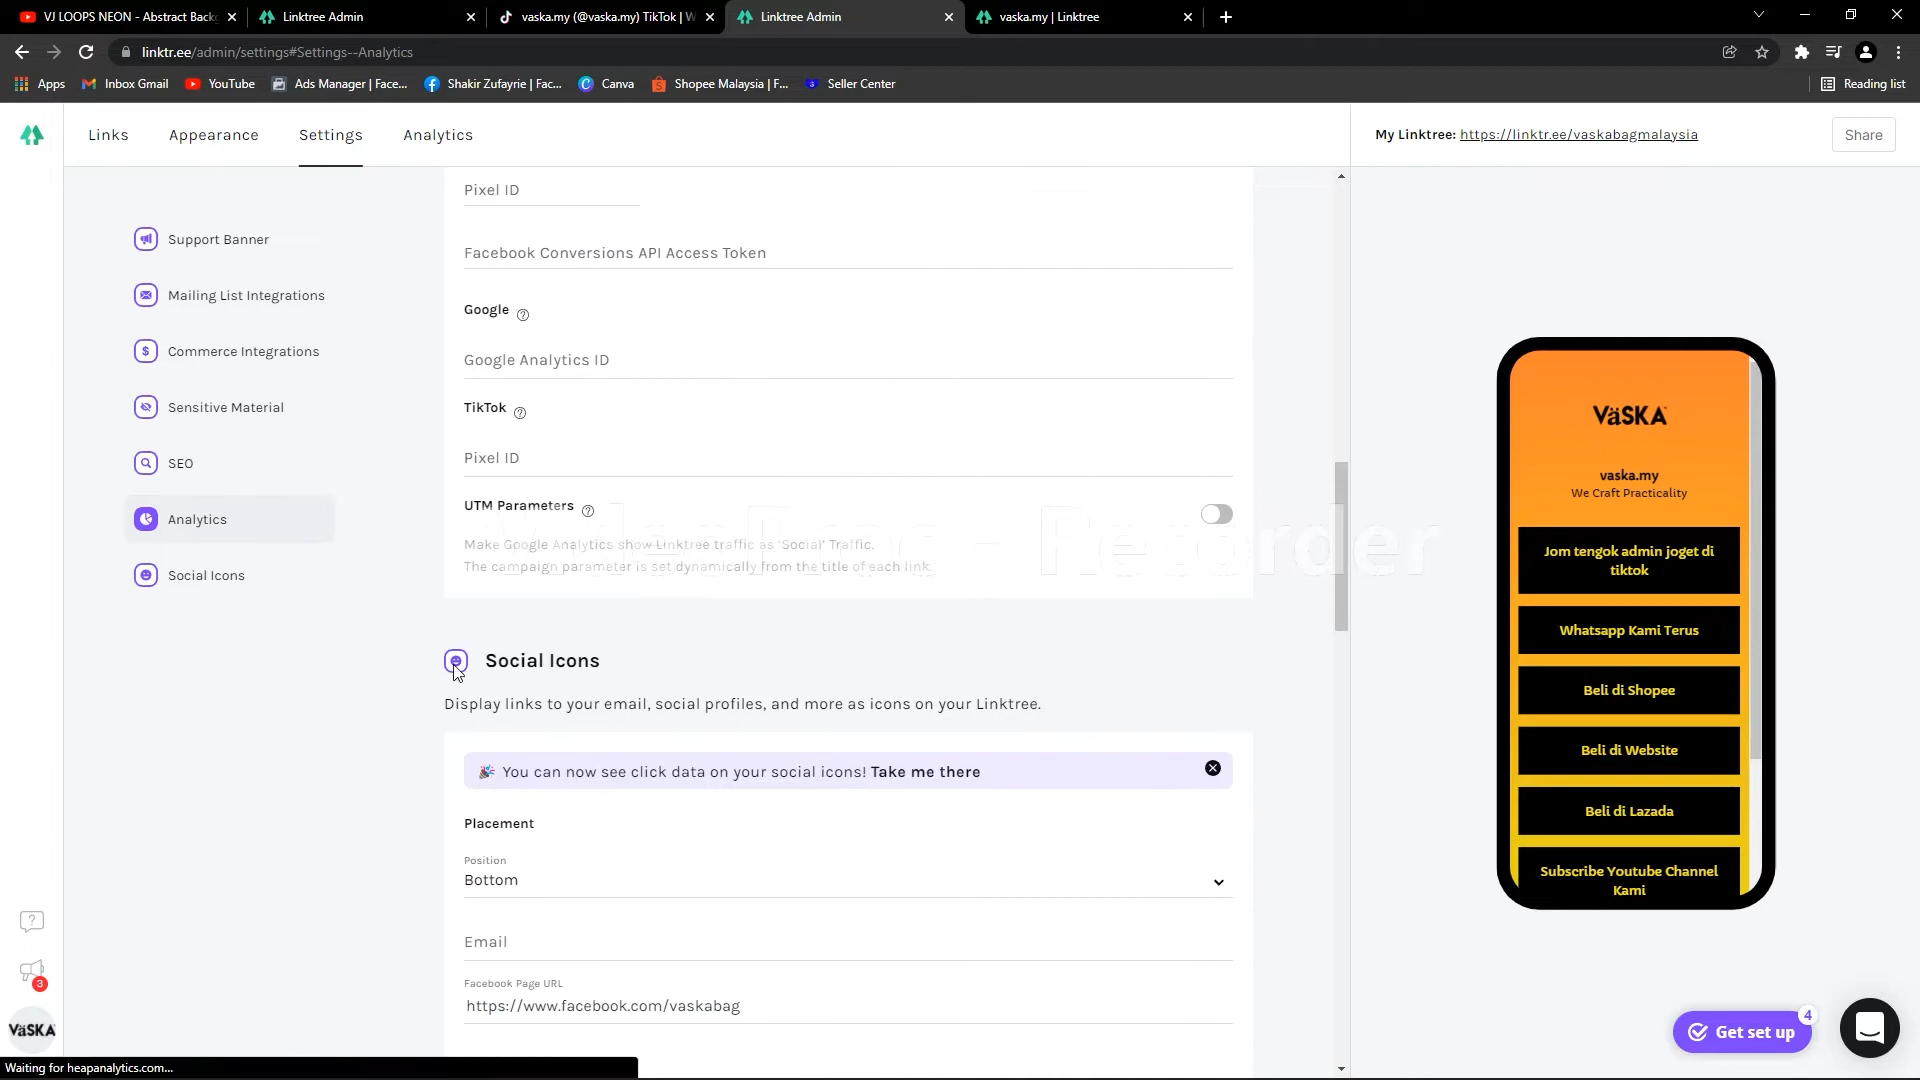 VJ LOOPS NEON - Abstract Back
Linktree Admin
vaska.my (@vaska.my) TikTok | W
Linktree Admin
vaska.my | Linktree
linktr.ee/admin/settings#Settings--Analytics
Apps
Inbox Gmail
YouTube
Ads Manager | Face...
Shakir Zufayrie | Fac...
Canva
Shopee Malaysia | F...
Seller Center
Reading list
Links
Appearance
Settings
Analytics
My Linktree: https://linktr.ee/vaskabagmalaysia
Share
Support Banner
Mailing List Integrations
Commerce Integrations
Sensitive Material
SEO
Analytics
Social Icons
Pixel ID
Facebook Conversions API Access Token
Google
Google Analytics ID
TikTok
Pixel ID
UTM Parameters
Make Google Analytics show Linktree traffic as 'Social' Traffic.
The campaign parameter is set dynamically from the title of each link.
Recorder
Social Icons
Display links to your email, social profiles, and more as icons on your Linktree.
You can now see click data on your social icons! Take me there
Placement
Position
Bottom
Email
Facebook Page URL
https://www.facebook.com/vaskabag
VäSKA
vaska.my
We Craft Practicality
Jom tengok admin joget di
tiktok
Whatsapp Kami Terus
Beli di Shopee
Beli di Website
Beli di Lazada
Subscribe Youtube Channel
Kami
3
VäSKA
Get set up
4
Waiting for heapanalytics.com...